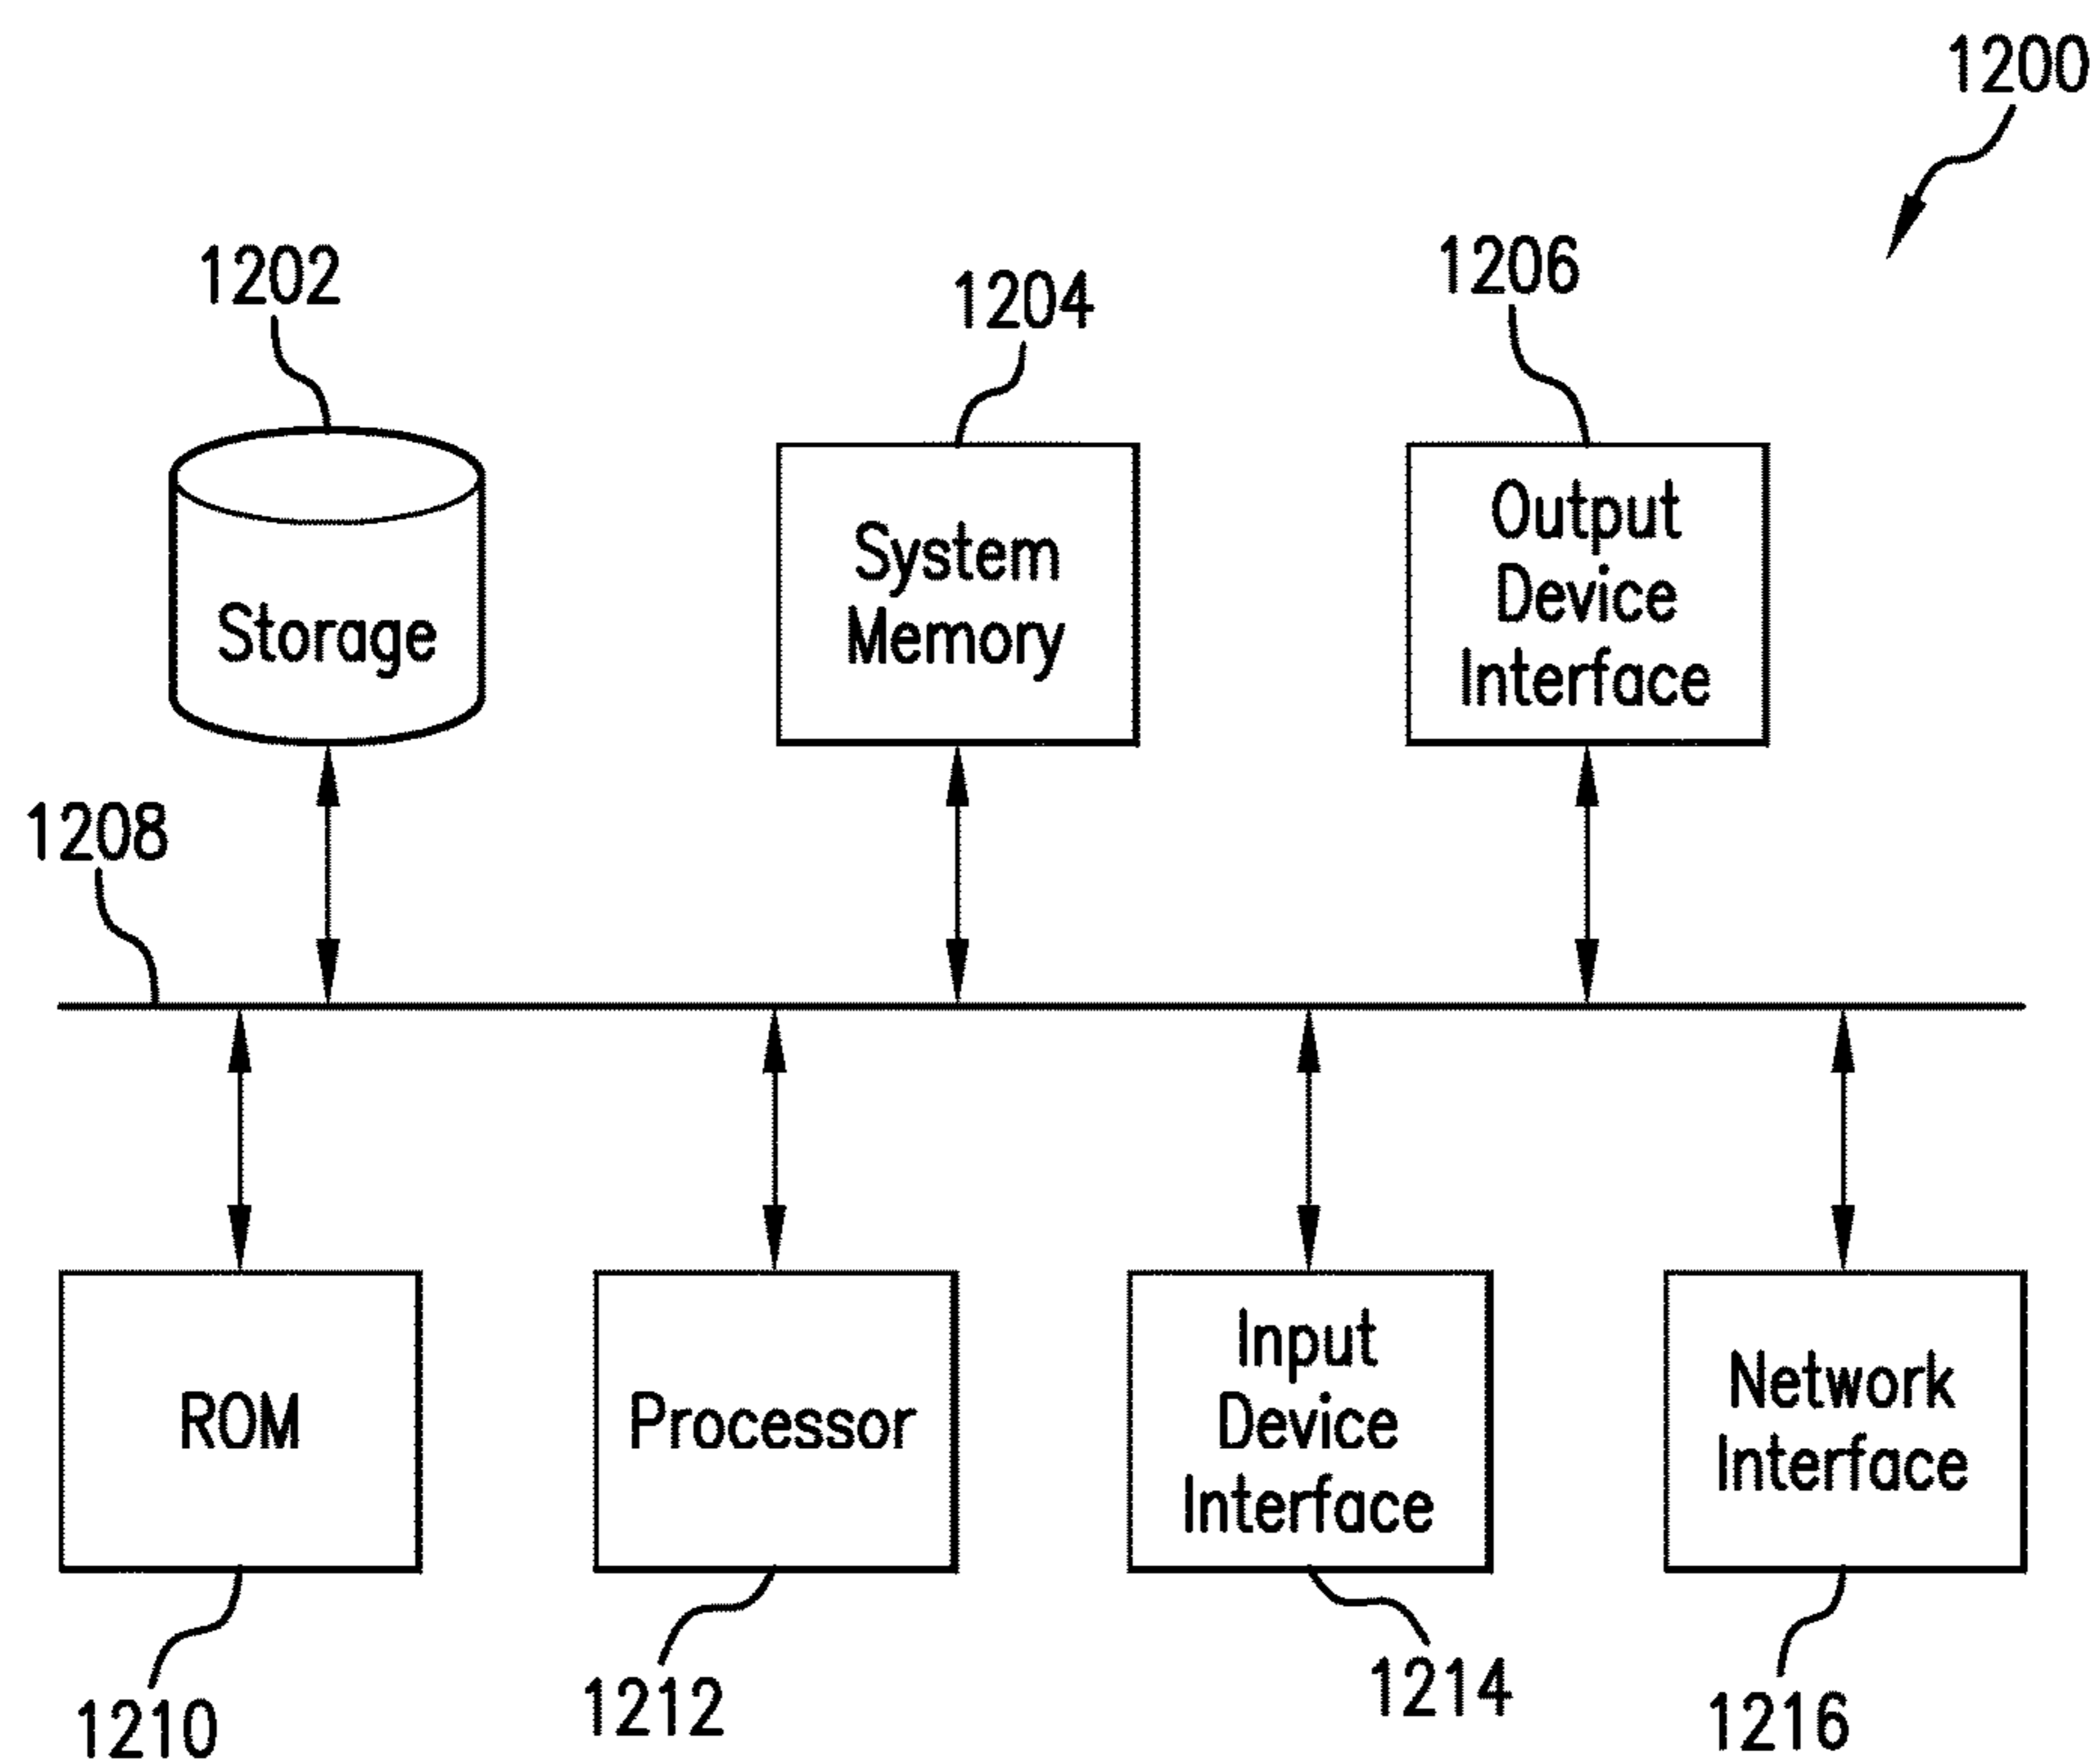 1200
1202
1204
1206
Storage
System
Memory
Output
Device
Interface
1208
ROM
Processor
Input
Device
Interface
Network
Interface
1210
1212
1214
1216